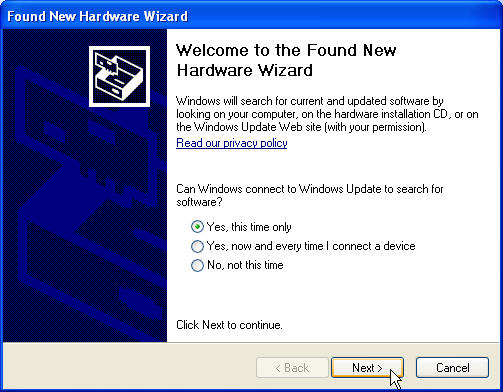 Found New Hardware Wizard
Welcome to the Found New
Hardware Wizard
Windows will search for current and updated software by
looking on your computer, on the hardware installation CD, or on
the Windows Update Web site (with your permission).
Read our privacy policy
Can Windows connect to Windows Update to search for
software?
Yes, this time only
Yes, now and every time I connect a device
No, not this time
Click Next to continue.
< Back Next > Cancel